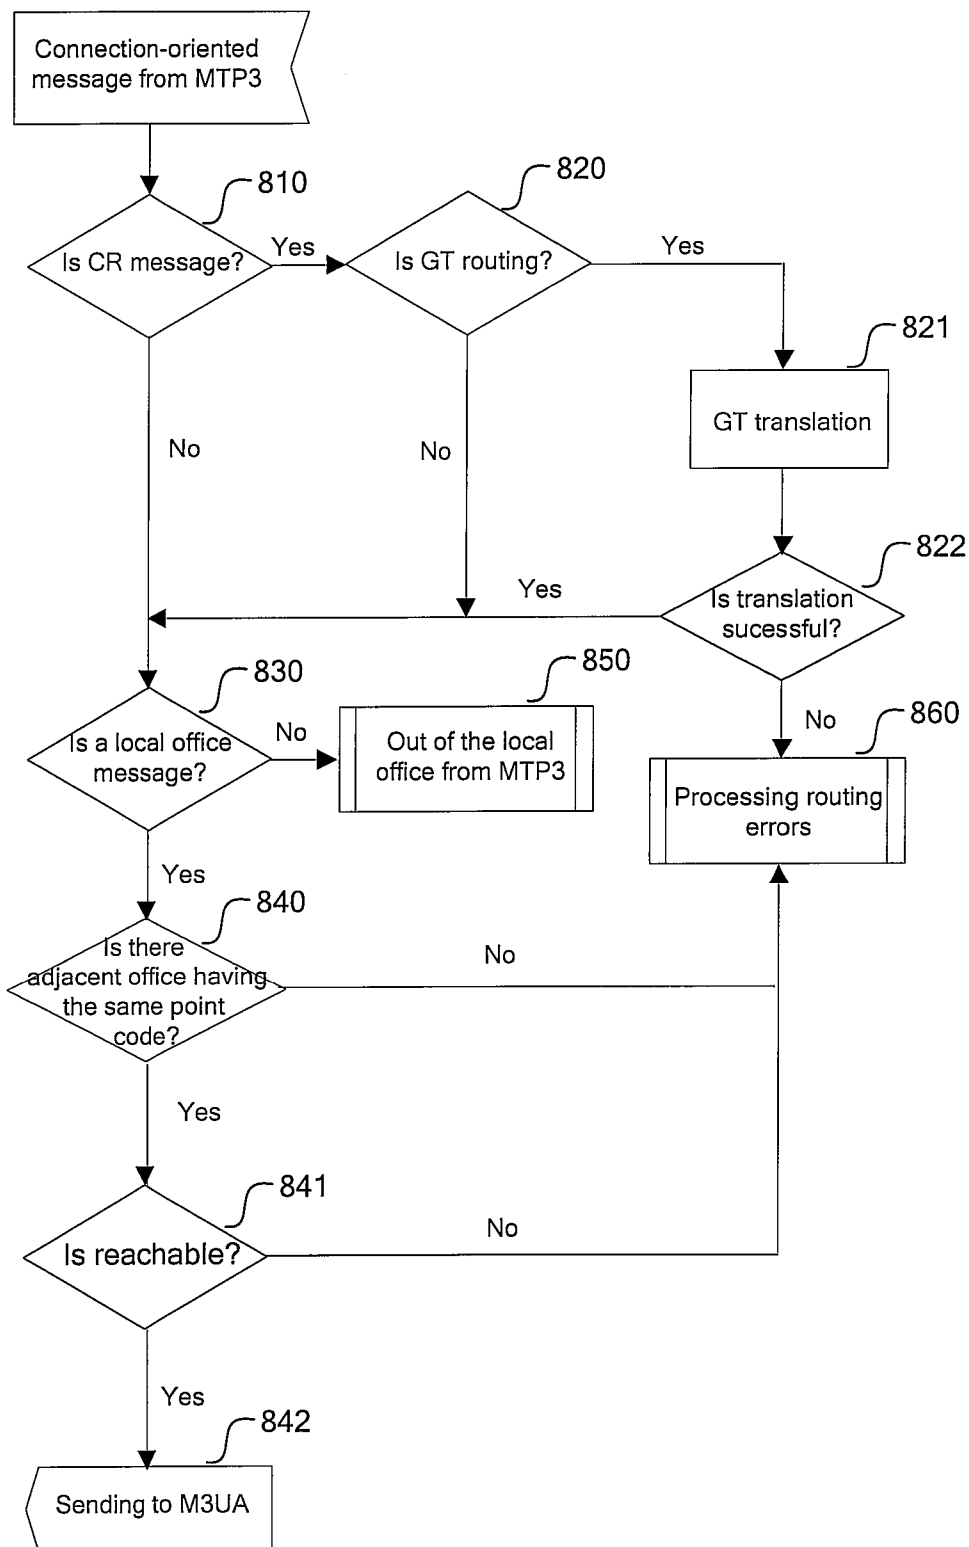 Connection-oriented
message from MTP3
810
820
Is CR message?
Yes
Is GT routing?
Yes
821
GT translation
No
No
822
Is translation
sucessful?
Yes
830
850
Is a local office
message?
No
Out of the local
office from MTP3
No
860
Processing routing
errors
Yes
840
Is there
adjacent office having
the same point
code?
No
Yes
841
Is reachable?
No
Yes
842
Sending to M3UA